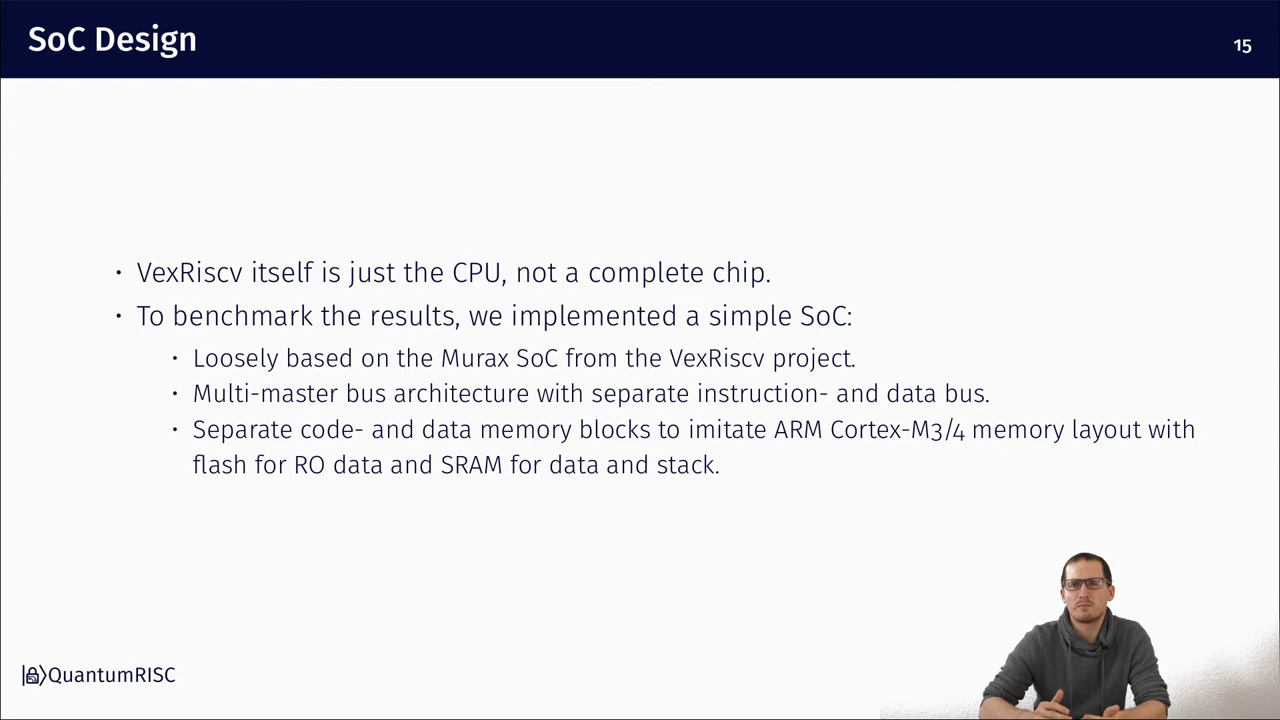 SoC Design
15
• VexRiscv itself is just the CPU, not a complete chip.
• To benchmark the results, we implemented a simple SoC:
• Loosely based on the Murax SoC from the VexRiscv project.
• Multi-master bus architecture with separate instruction- and data bus.
• Separate code- and data memory blocks to imitate ARM Cortex-M3/4 memory layout with
flash for RO data and SRAM for data and stack.
QuantumRISC